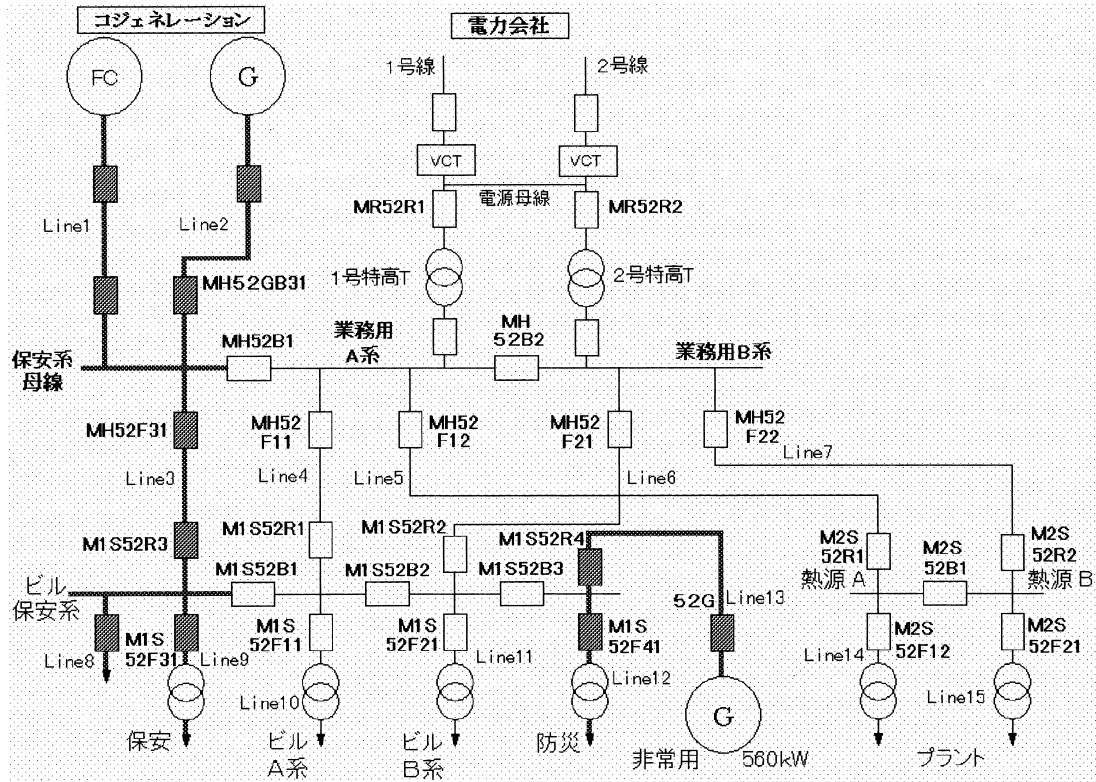 コジェネレーション
電力会社
FC
G
1号線
2号線
VCT
VCT
電源母線
MR52R1
MR52R2
Line1
Line2
1号特高T
2号特高T
MH52GB31
MH52B1
業務用
A系
MH
52B2
業務用B系
保安系
母線
MH52F31
MH52
F11
MH52
F12
MH52
F21
MH52
F22
Line3
Line4
Line5
Line6
Line7
M1S52R3
M1S52R1
M1S52R2
M1S52R4
M2S
52R1
M2S
52B1
M2S
52R2
M1S52B1
M1S52B2
M1S52B3
熱源A
熱源B
ビル
保安系
52G
Line13
Line8
M1S
52F31
Line9
M1S
52F11
M1S
52F21
Line11
M1S
52F41
Line12
Line14
M2S
52F12
M2S
52F21
Line10
Line15
G
保安
ビル
A系
ビル
B系
防災
非常用
560kW
プラント